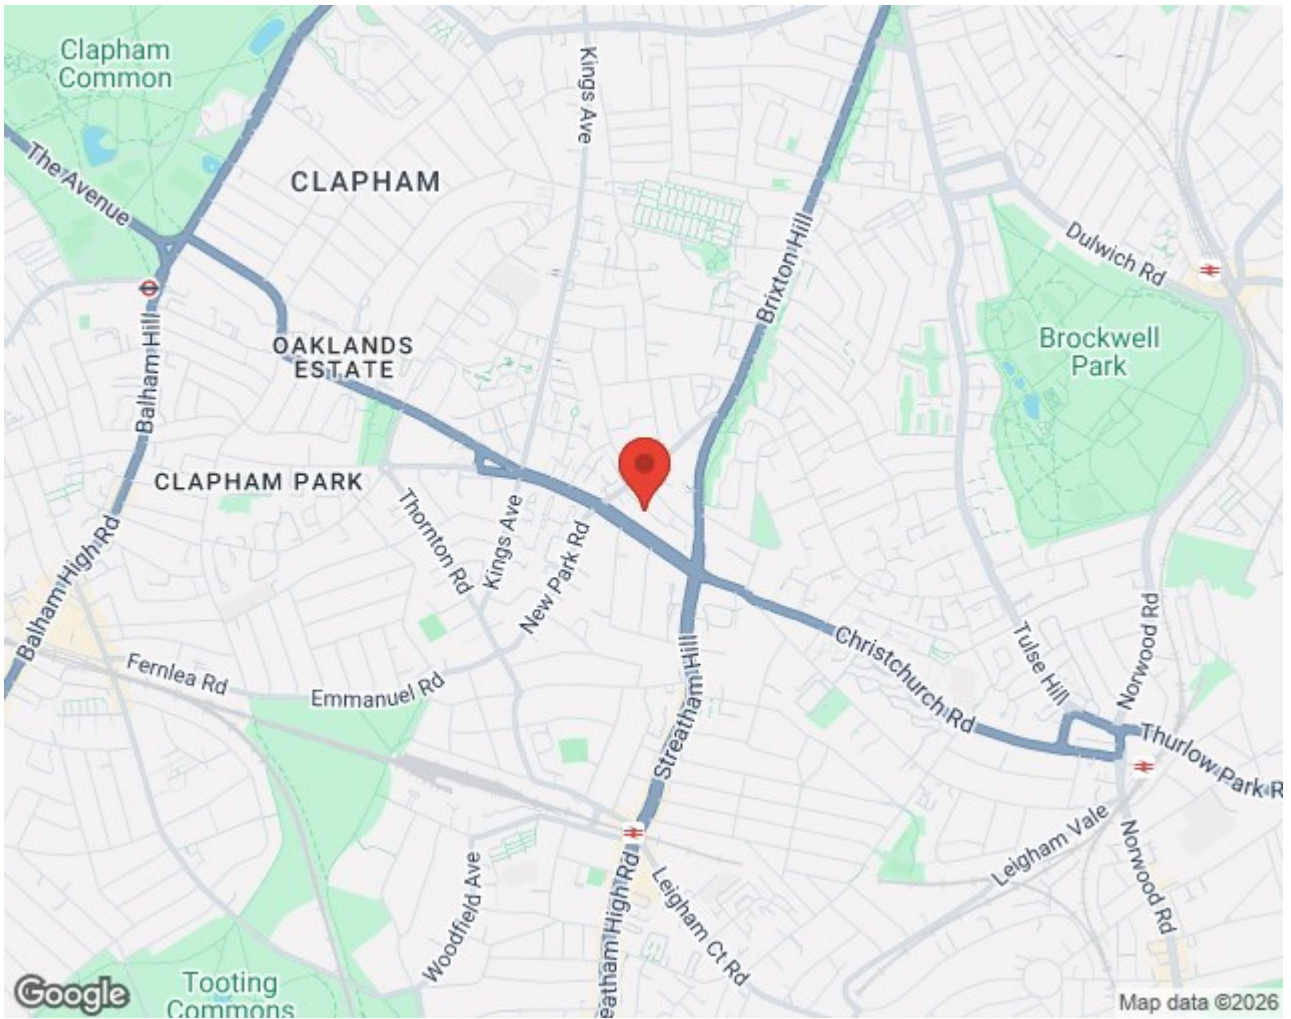 Clapham
Common
Kings Ave
The Avenue
CLAPHAM
Dulwich Rd
Brixton Hill
Balham Hill
OAKLANDS
ESTATE
Brockwell
Park
CLAPHAM PARK
Thornton Rd
Kings Ave
New Park Rd
Balham High Rd
Norwood Rd
Tulse Hill
Christchurch Rd
Fernlea Rd
Emmanuel Rd
Streatham Hill
Thurlow Park R
Leigham Vale
Norwood Rd
Woodfield Ave
Leigham Ct Rd
eatham High Rd
Tooting
Commons
Google
Map data ©2026